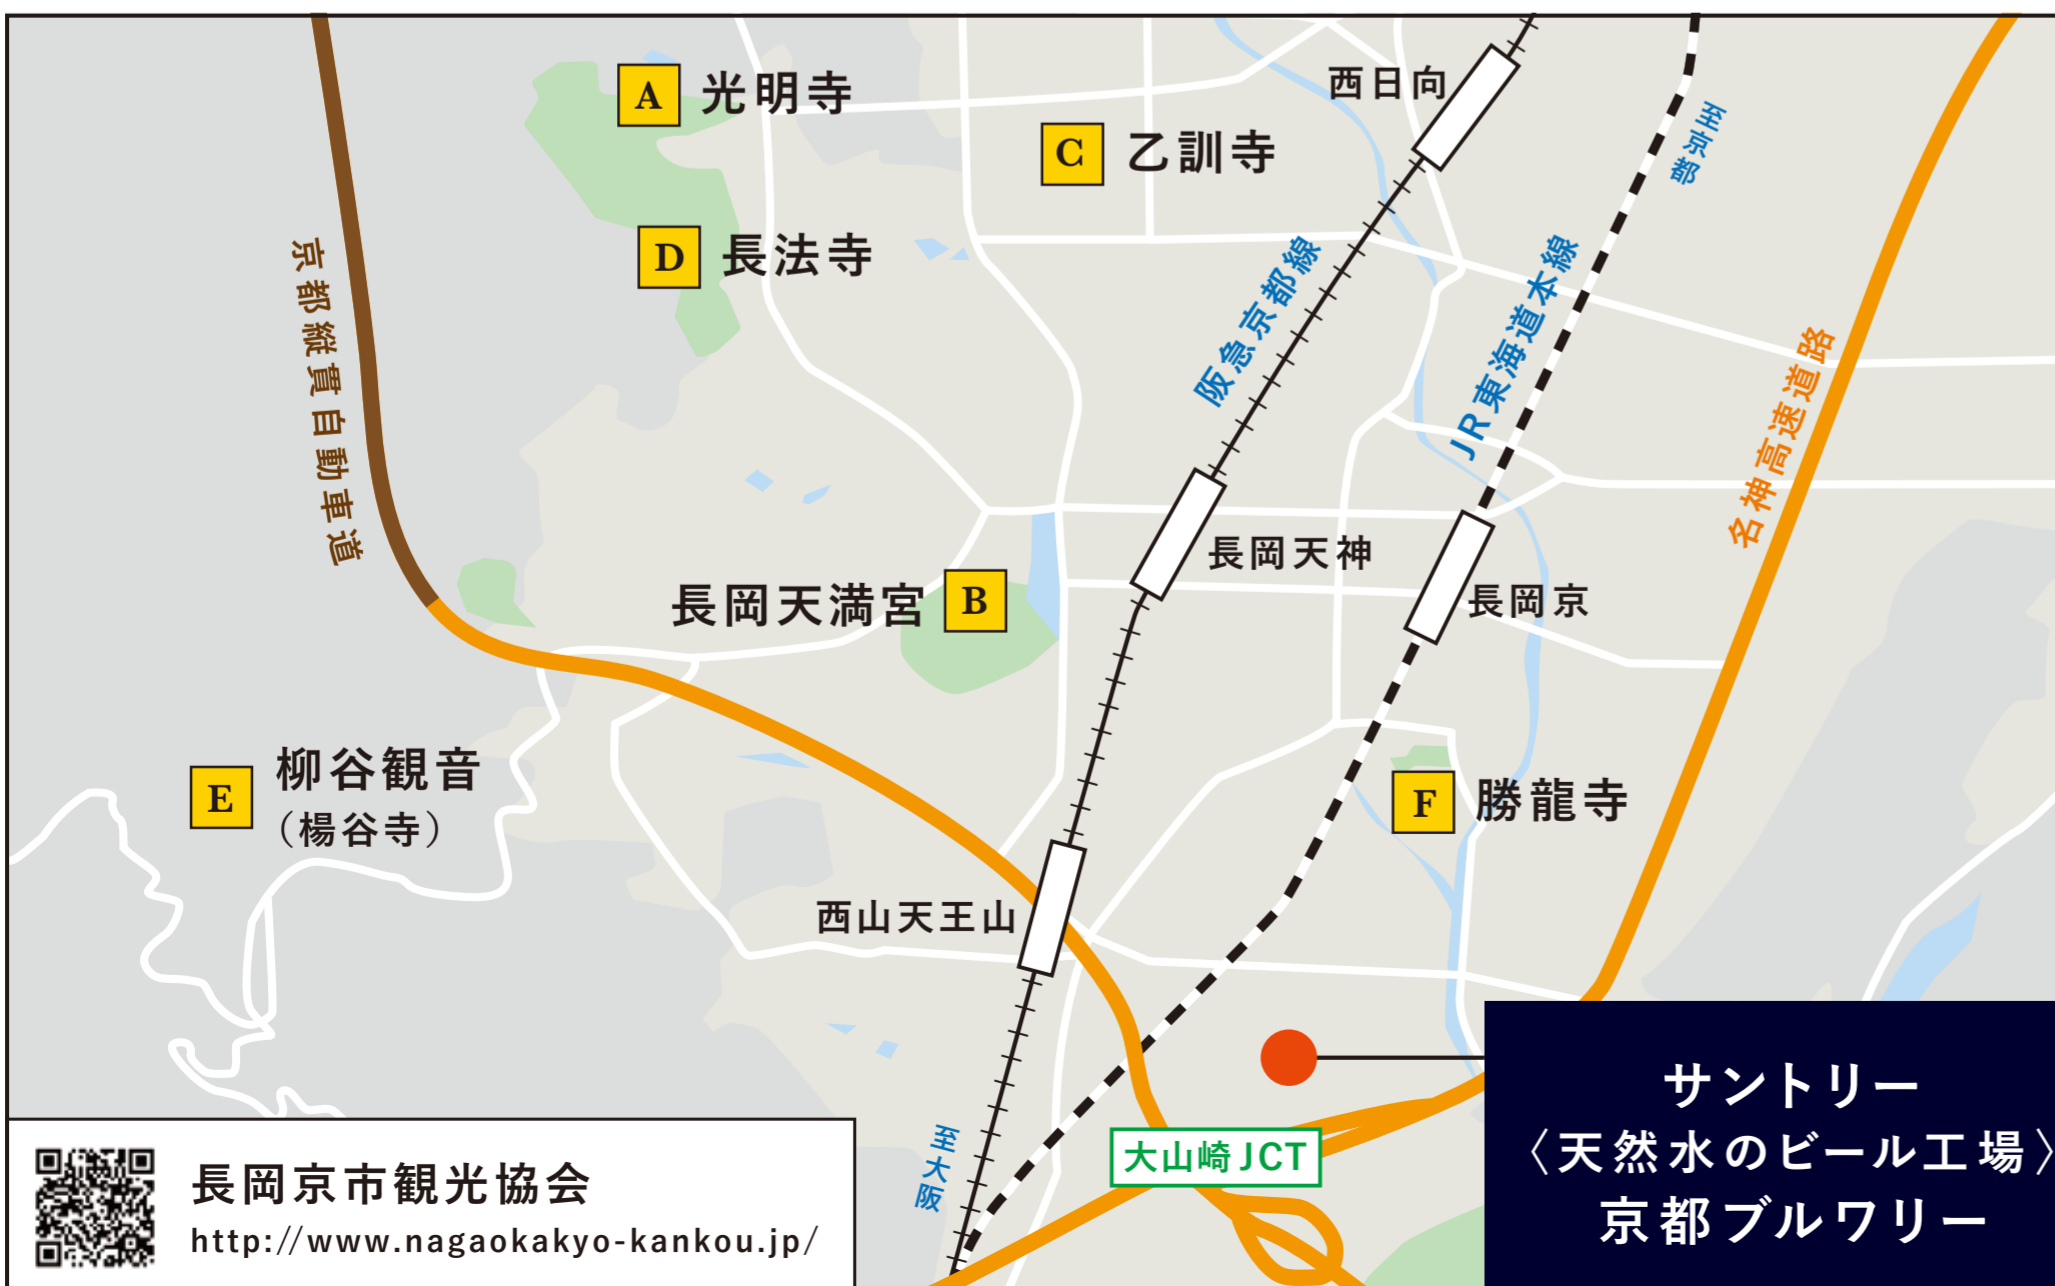 A 光明寺
西日向
至京都
C 乙訓寺
D 長法寺
京都縦貫自動車道
阪急京都線
JR東海道本線
名神高速道路
長岡天神
長岡天満宮 B
長岡京
E 柳谷観音
(楊谷寺)
F 勝龍寺
西山天王山
サントリー
〈天然水のビール工場〉
京都ブルワリー
大山崎JCT
至大阪
長岡京市観光協会
http://www.nagaokakyo-kankou.jp/